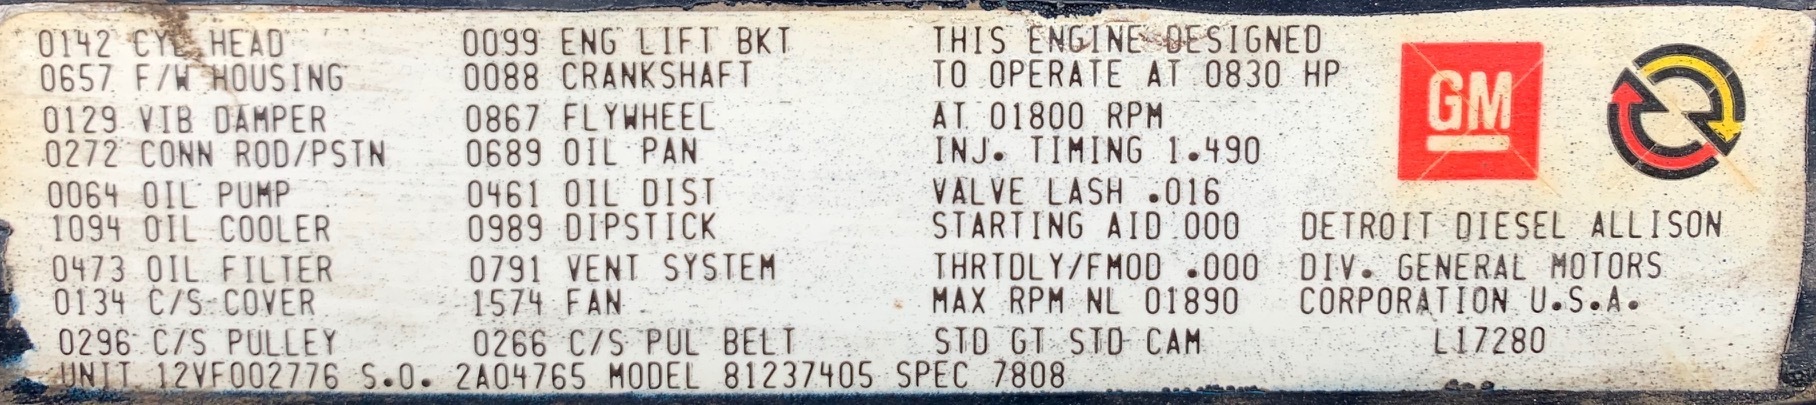 0142 CYL HEAD 0099 ENG LIFT BKT THIS ENGINE DESIGNED
0657 F/W HOUSING 0088 CRANKSHAFT TO OPERATE AT 0830 HP
0129 VIB DAMPER 0867 FLYWHEEL AT 01800 RPM
0272 CONN ROD/PSTN 0689 OIL PAN INJ. TIMING 1.490
0064 OIL PUMP 0461 OIL DIST VALVE LASH .016
1094 OIL COOLER 0989 DIPSTICK STARTING AID 000 DETROIT DIESEL ALLISON
0473 OIL FILTER 0791 VENT SYSTEM THRTDLY/FMOD .000 DIV. GENERAL MOTORS
0134 C/S COVER 1574 FAN MAX RPM NL 01890 CORPORATION U.S.A.
0296 C/S PULLEY 0266 C/S PUL BELT STD GT STD CAM L17280
UNIT 12VF002776 S.O. 2A04765 MODEL 81237405 SPEC 7808
GM